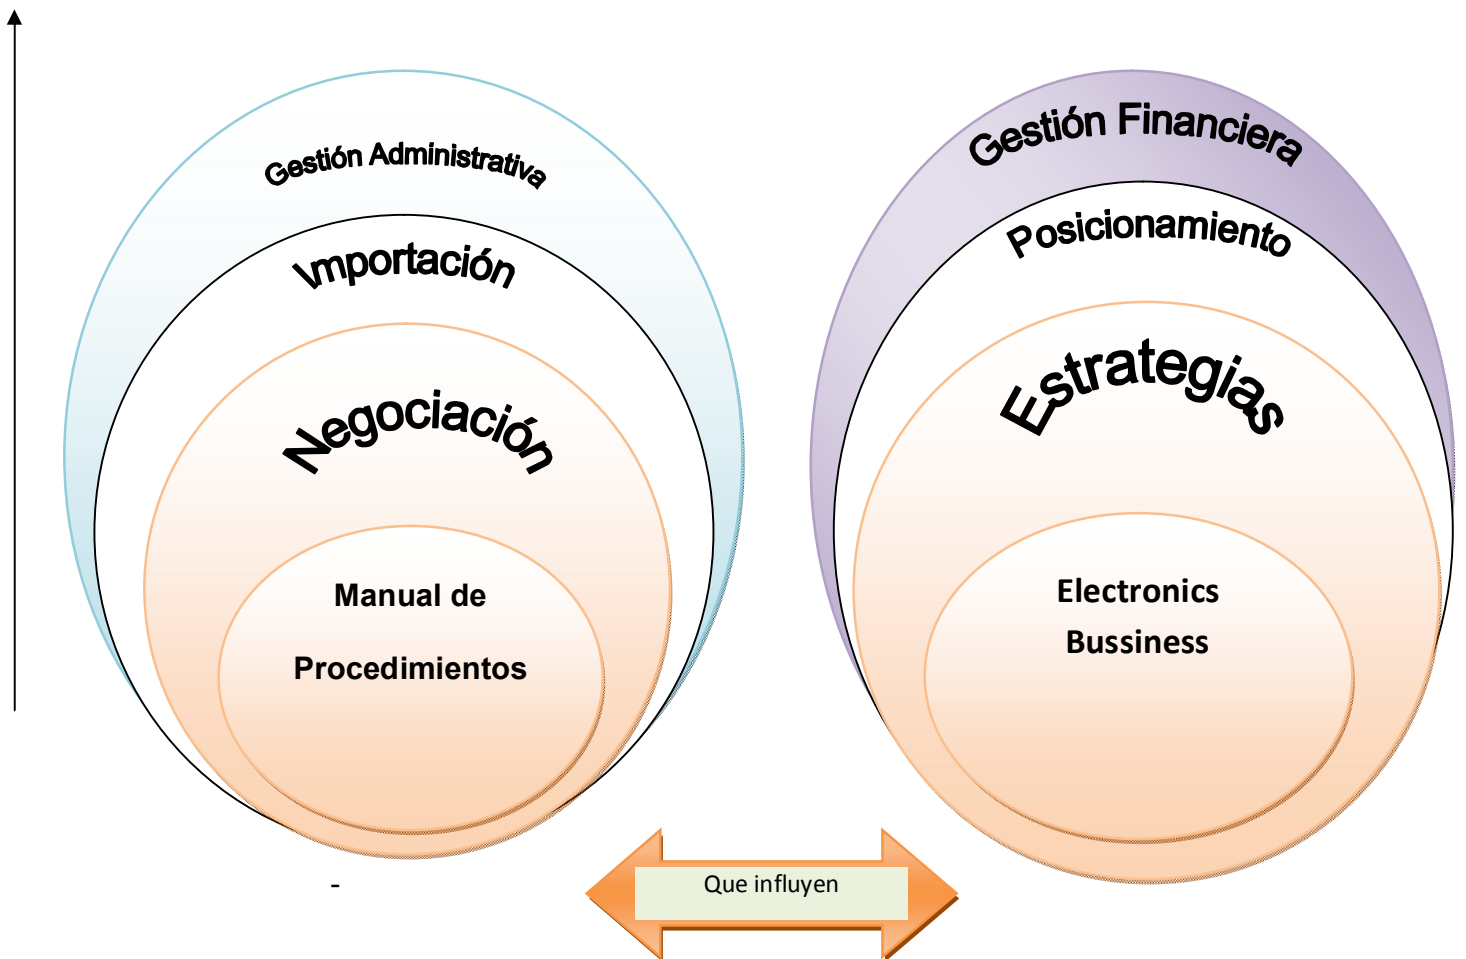 Gestión Administrativa
Importación
Negociación
Manual de
Procedimientos
Gestión Financiera
Posicionamiento
Estrategias
Electronics
Bussiness
-
Que influyen